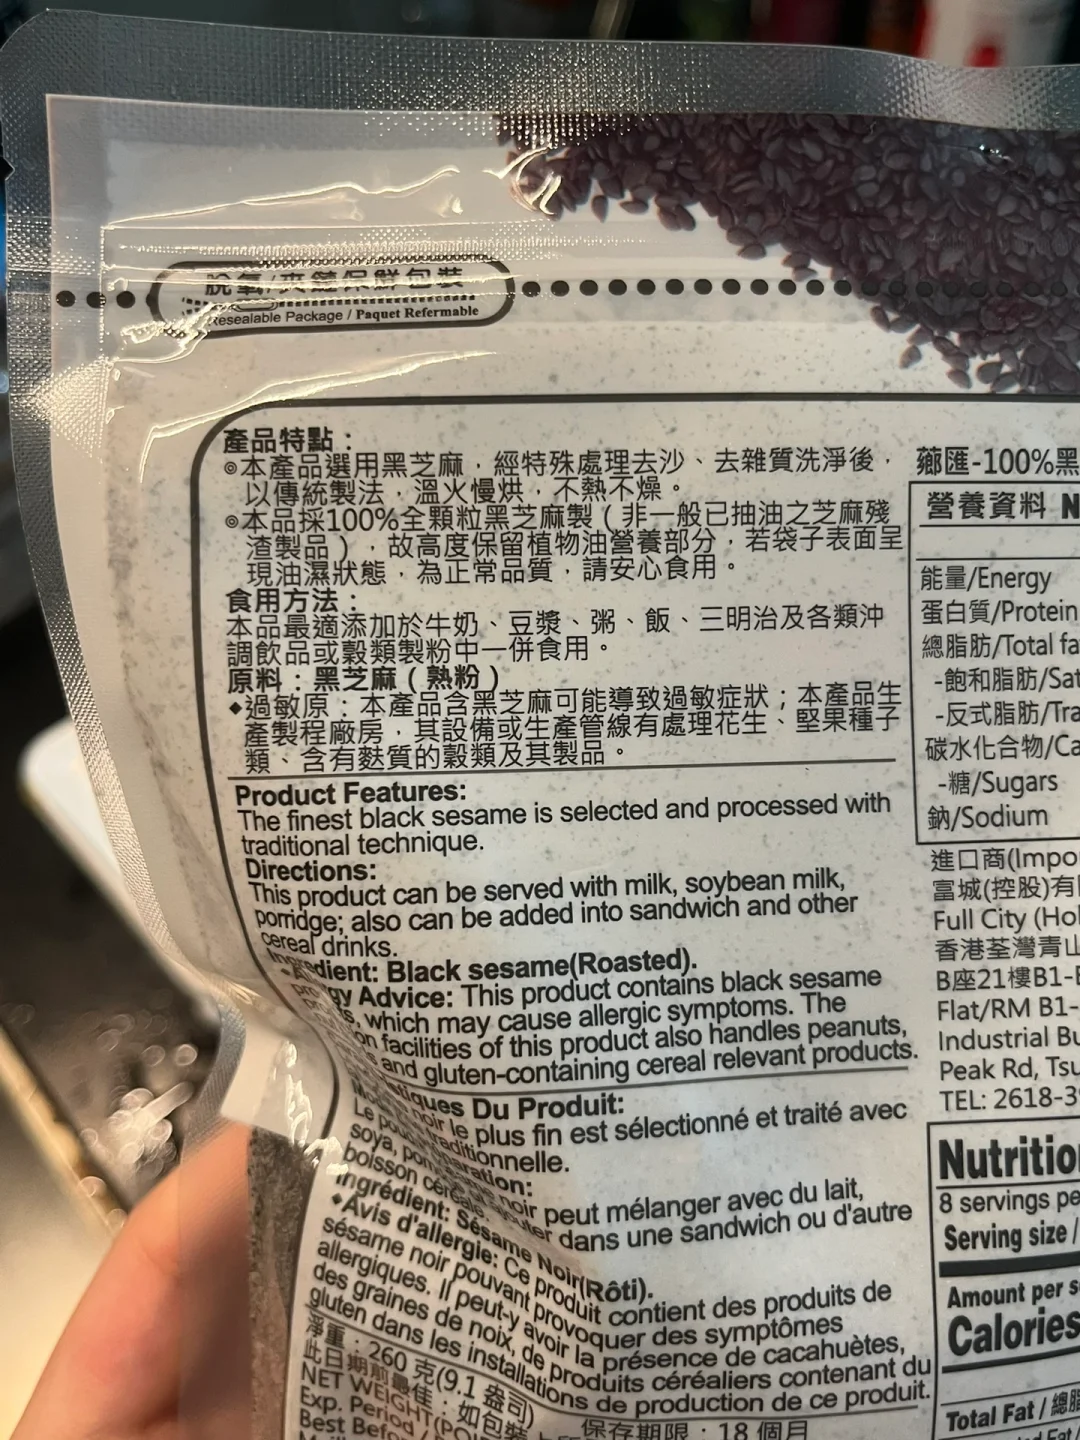 脫氧/夾鏈保鮮包裝
Resealable Package / Paquet Refermable
產品特點：
⊚本產品選用黑芝麻，經特殊處理去沙、去雜質洗淨後，
以傳統製法，溫火慢烘，不熱不燥。
⊚本品採100%全顆粒黑芝麻製（非一般已抽油之芝麻殘
渣製品），故高度保留植物油營養部分，若袋子表面呈
現油濕狀態，為正常品質，請安心食用。
食用方法：
本品最適添加於牛奶、豆漿、粥、飯、三明治及各類沖
調飲品或穀類製粉中一併食用。
原料：黑芝麻（熟粉）
◆過敏原：本產品含黑芝麻可能導致過敏症狀；本產品生
產製程廠房，其設備或生產管線有處理花生、堅果種子
類、含有麩質的穀類及其製品。
Product Features:
The finest black sesame is selected and processed with
traditional technique.
Directions:
This product can be served with milk, soybean milk,
porridge; also can be added into sandwich and other
cereal drinks.
Ingredient: Black sesame(Roasted).
Advice: This product contains black sesame
which may cause allergic symptoms. The
facilities of this product also handles peanuts,
and gluten-containing cereal relevant products.
Du Produit:
noir le plus fin est sélectionné et traité avec
traditionnelle.
Le
noir peut mélanger avec du lait,
soya,
dans une sandwich ou d'autre
boisson
Ingrédient: Sésame Noir(Rôti).
◆Avis d'allergie: Ce produit contient des produits de
sésame noir pouvant provoquer des symptômes
allergiques. Il peut-y avoir la présence de cacahuètes,
des graines de noix, de produits céréaliers contenant du
gluten dans les installations de production de ce produit.
淨重：260 克(9.1 盎司)
此日期前最佳：如包裝
保存期限：18 個月
NET WEIGHT
Exp. Period
Best
薌匯-100%黑
營養資料
能量/Energy
蛋白質/Protein
總脂肪/Total
-飽和脂肪/
-反式脂肪/
碳水化合物/
-糖/Sugars
鈉/Sodium
進口商
富城(控股)有
Full City
香港荃灣青山
B座21樓B1-
Flat/RM B1-
Industrial
Peak Rd,
TEL: 2618-
8 servings
Serving size /
Amount per
Calories
Total Fat /